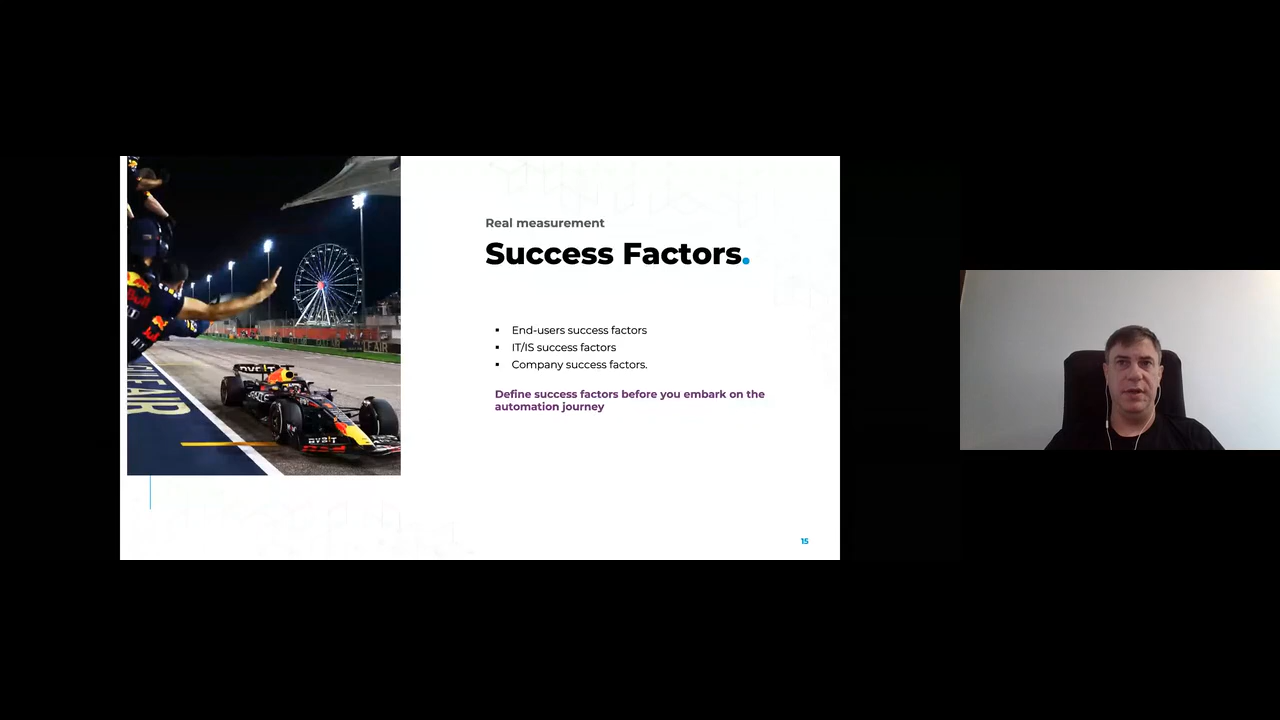 Real measurement
Success Factors.
End-users success factors
IT/IS success factors
Company success factors.
Define success factors before you embark on the
automation journey
15